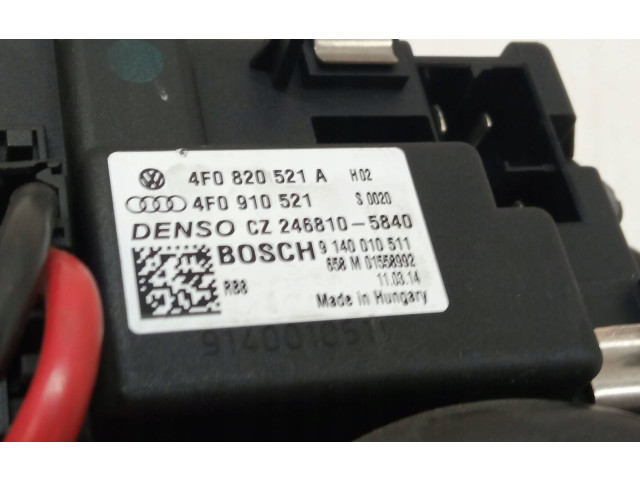 4F0 820 521 A H02
4F0 910 521 S 0020
DENSO CZ 246810-5840
BOSCH 9 140 010 511
658 M 01558992
R88 11.03.14
Made in Hungary
9140010511